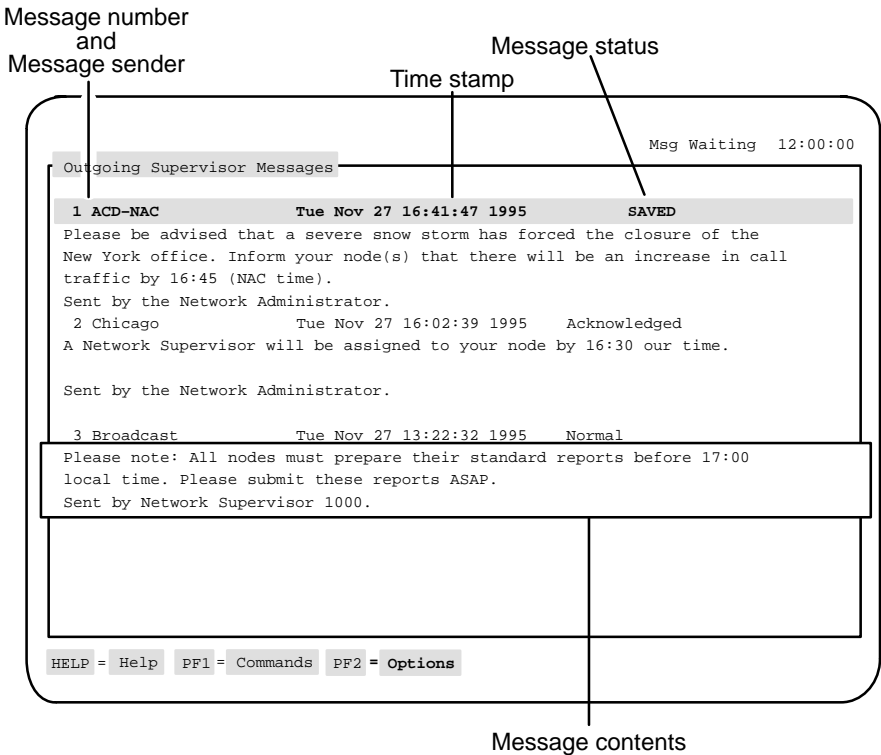 Message number
and
Message sender
Message status
Time stamp
Msg Waiting 12:00:00
Outgoing Supervisor Messages
1 ACD-NAC Tue Nov 27 16:41:47 1995 SAVED
Please be advised that a severe snow storm has forced the closure of the
New York office. Inform your node(s) that there will be an increase in call
traffic by 16:45 (NAC time).
Sent by the Network Administrator.
2 Chicago Tue Nov 27 16:02:39 1995 Acknowledged
A Network Supervisor will be assigned to your node by 16:30 our time.
Sent by the Network Administrator.
3 Broadcast Tue Nov 27 13:22:32 1995 Normal
Please note: All nodes must prepare their standard reports before 17:00
local time. Please submit these reports ASAP.
Sent by Network Supervisor 1000.
HELP = Help PF1 = Commands PF2 = Options
Message contents